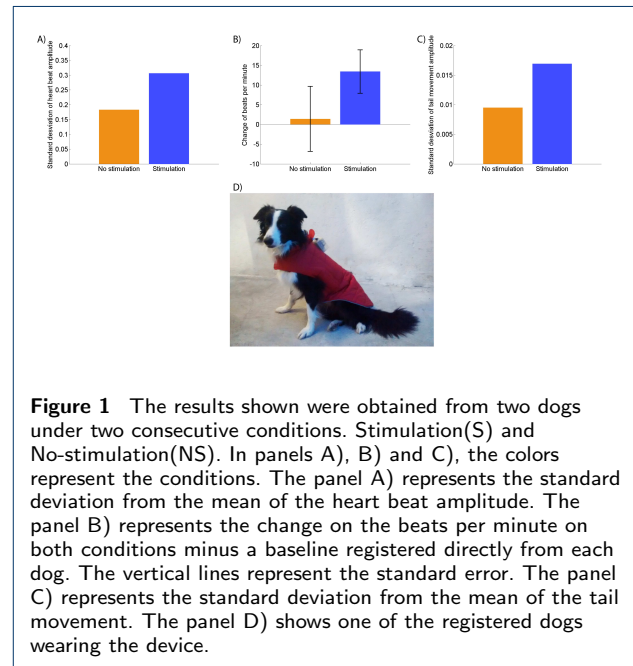 A)
Standard desviation of heart beat amplitude
0.4
0.35
0.3
0.25
0.2
0.15
0.1
0.05
0
No stimulation Stimulation
B)
Change of beats per minute
20
15
10
5
0
-5
-10
No stimulation Stimulation
C)
Standard desviation of tail movement amplitude
0.02
0.015
0.01
0.005
0
No stimulation Stimulation
D)
Figure 1 The results shown were obtained from two dogs
under two consecutive conditions. Stimulation(S) and
No-stimulation(NS). In panels A), B) and C), the colors
represent the conditions. The panel A) represents the standard
deviation from the mean of the heart beat amplitude. The
panel B) represents the change on the beats per minute on
both conditions minus a baseline registered directly from each
dog. The vertical lines represent the standard error. The panel
C) represents the standard deviation from the mean of the tail
movement. The panel D) shows one of the registered dogs
wearing the device.